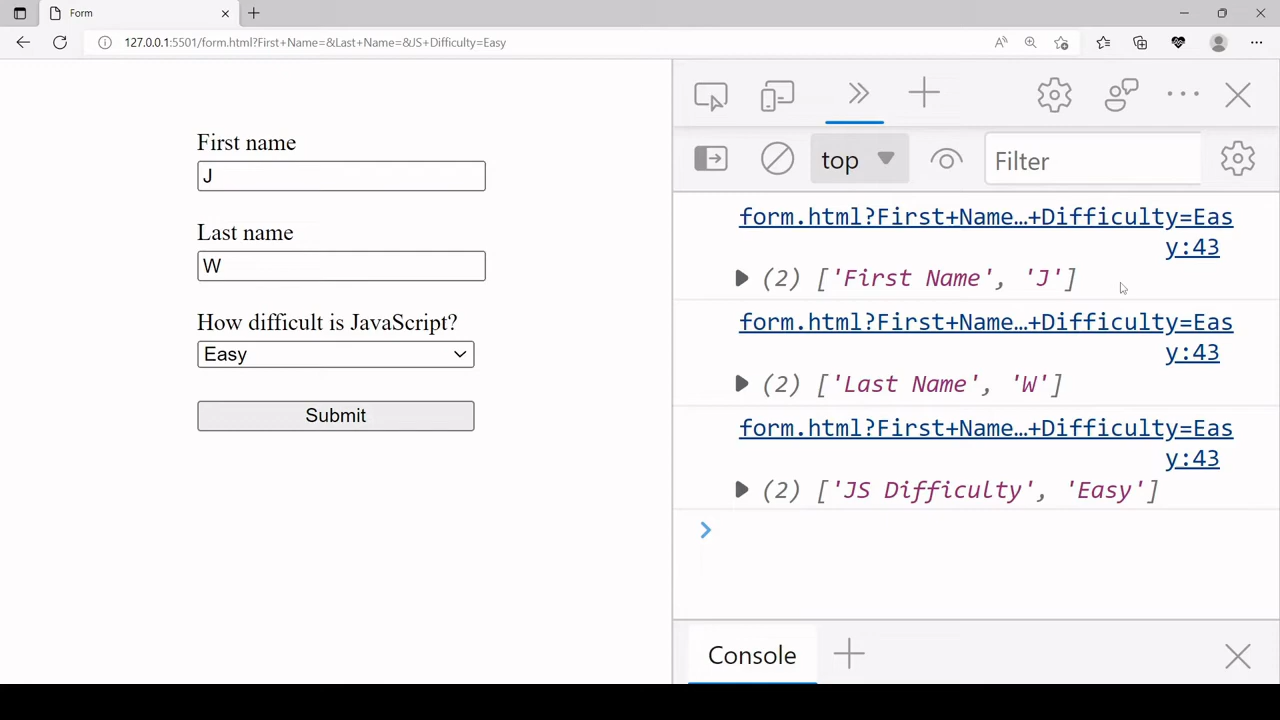 Form
127.0.0.1:5501/form.html?First+Name=&Last+Name=&JS+Difficulty=Easy
First name
J
Last name
W
How difficult is JavaScript?
Easy
Submit
top
Filter
form.html?First+Name…+Difficulty=Eas
y:43
(2) ['First Name', 'J']
form.html?First+Name…+Difficulty=Eas
y:43
(2) ['Last Name', 'W']
form.html?First+Name…+Difficulty=Eas
y:43
(2) ['JS Difficulty', 'Easy']
Console